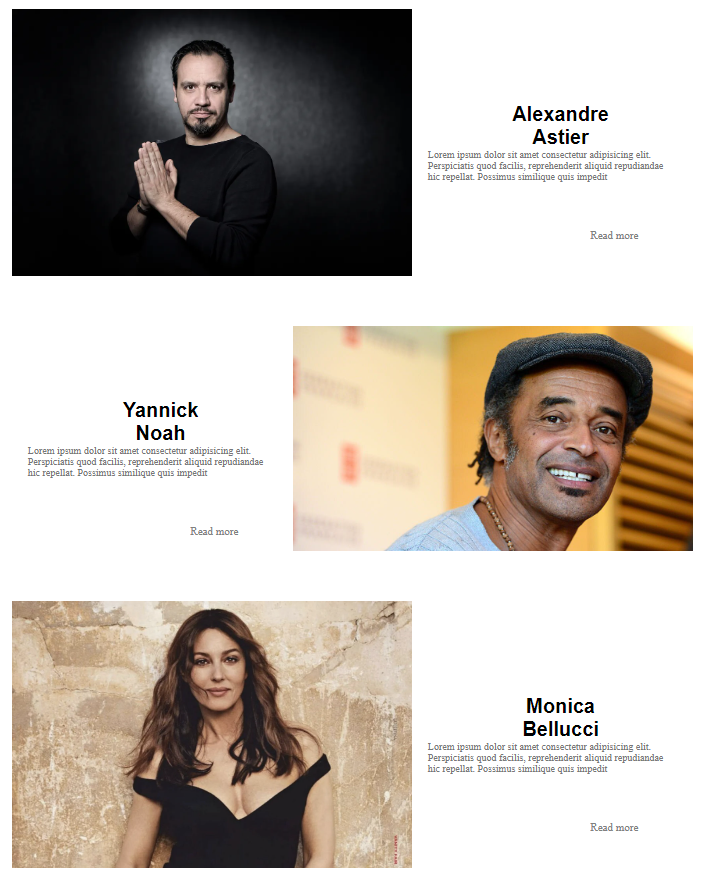 Alexandre
Astier
Lorem ipsum dolor sit amet consectetur adipisicing elit.
Perspiciatis quod facilis, reprehenderit aliquid repudiandae
hic repellat. Possimus similique quis impedit
Read more
Yannick
Noah
Lorem ipsum dolor sit amet consectetur adipisicing elit.
Perspiciatis quod facilis, reprehenderit aliquid repudiandae
hic repellat. Possimus similique quis impedit
Read more
Monica
Bellucci
Lorem ipsum dolor sit amet consectetur adipisicing elit.
Perspiciatis quod facilis, reprehenderit aliquid repudiandae
hic repellat. Possimus similique quis impedit
Read more